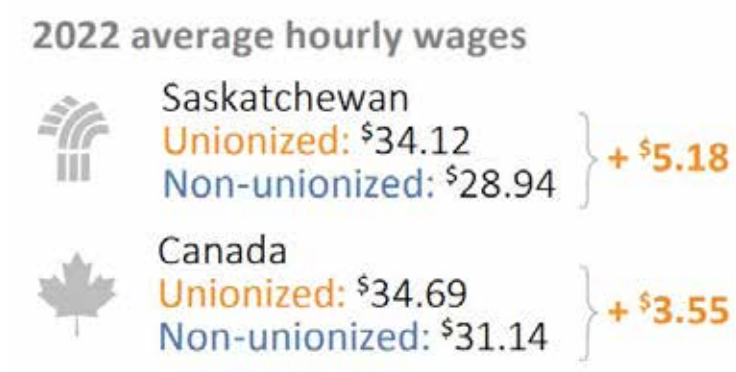 2022 average hourly wages
Saskatchewan
Unionized: $34.12
Non-unionized: $28.94
+ $5.18
Canada
Unionized: $34.69
Non-unionized: $31.14
+ $3.55